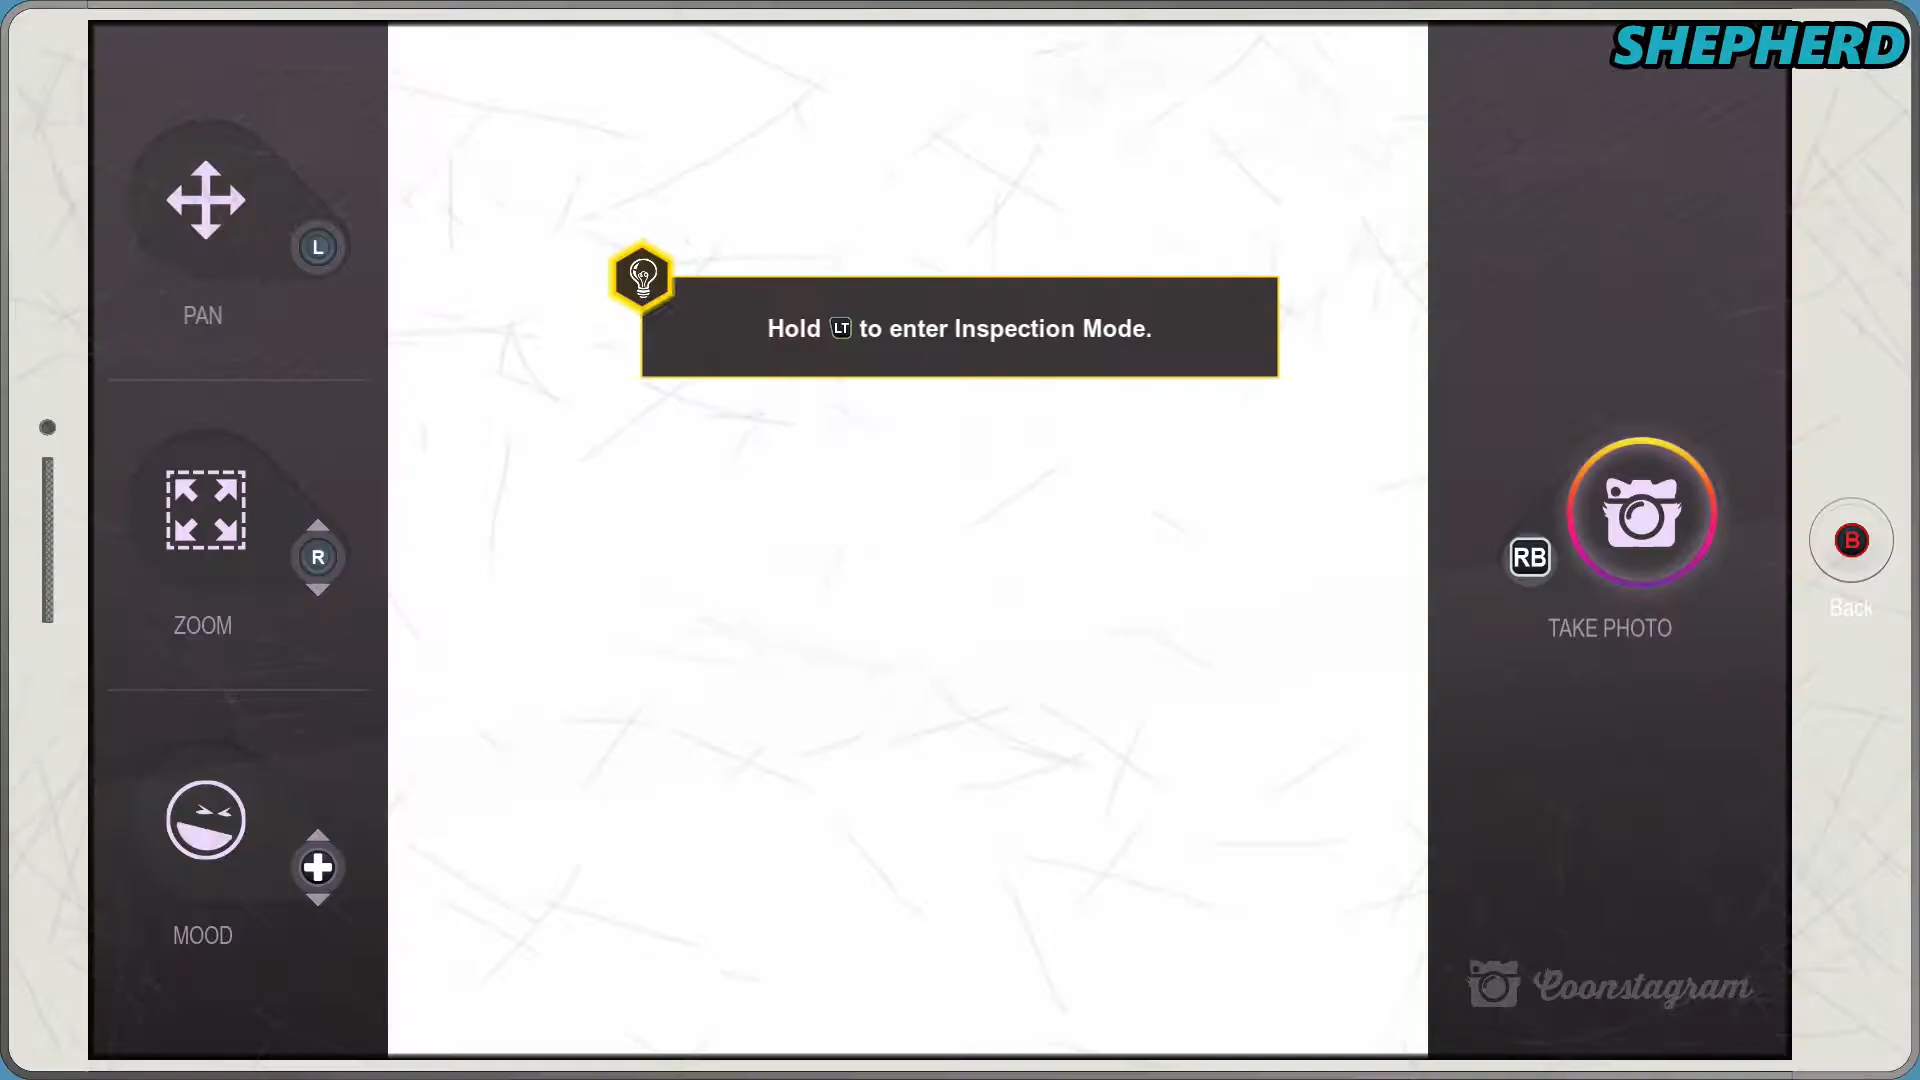 SHEPHERD
L
PAN
Hold LT to enter Inspection Mode.
R
ZOOM
RB
TAKE PHOTO
B
Back
MOOD
Coonstagram